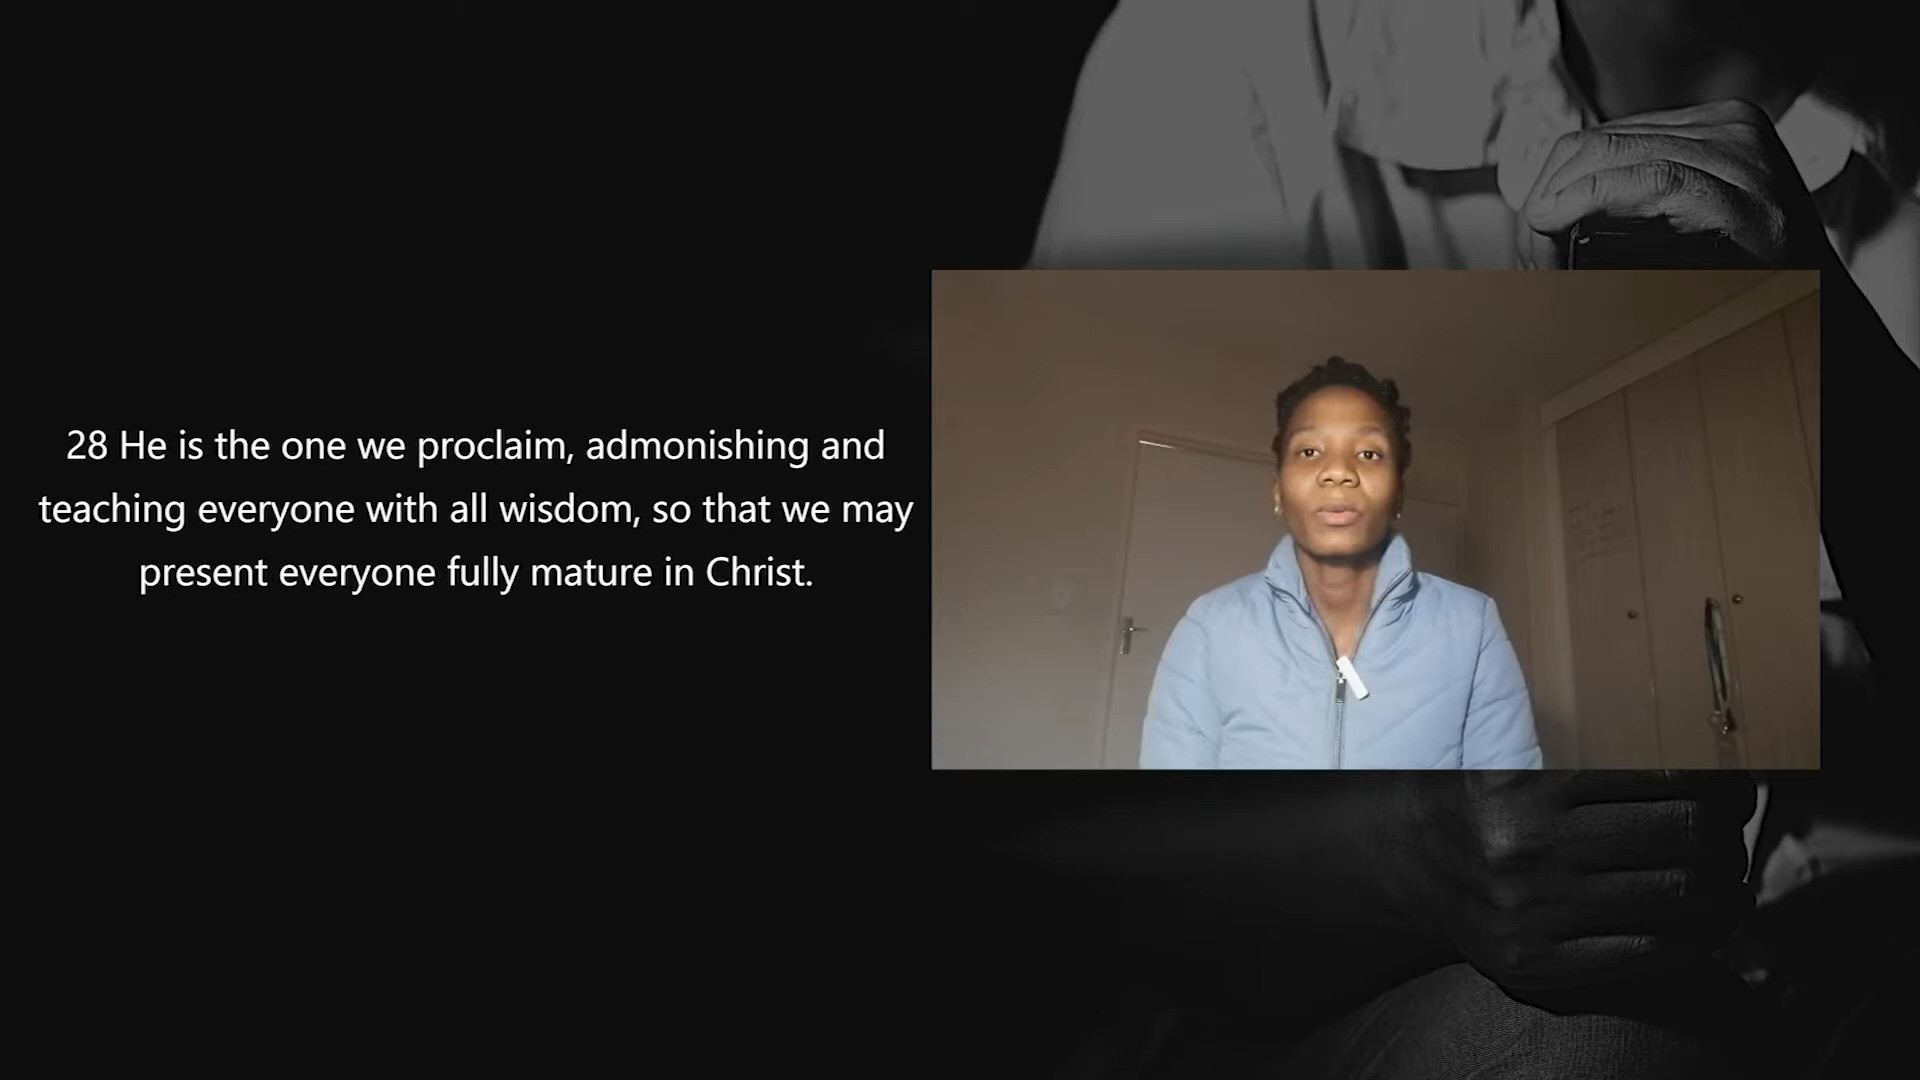 28 He is the one we proclaim, admonishing and
teaching everyone with all wisdom, so that we may
present everyone fully mature in Christ.